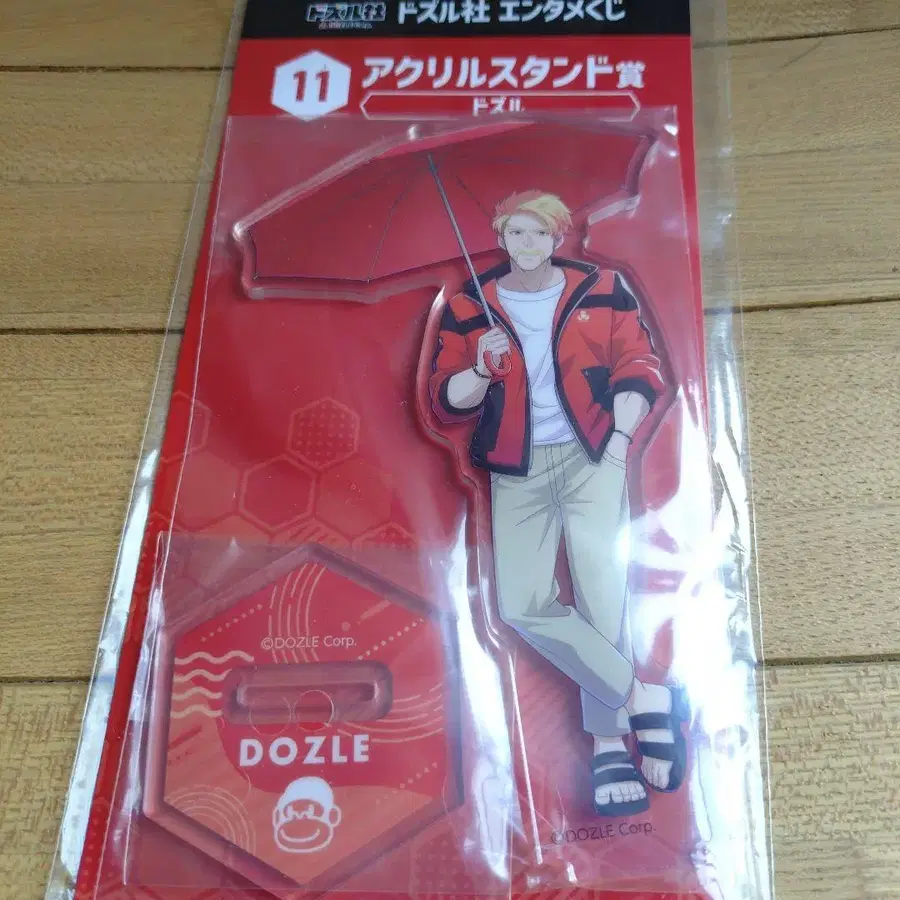 ドズル社
ドズル社 エンタメくじ
11
アクリルスタンド賞
ドズル
©DOZLE Corp.
DOZLE
©DOZLE Corp.